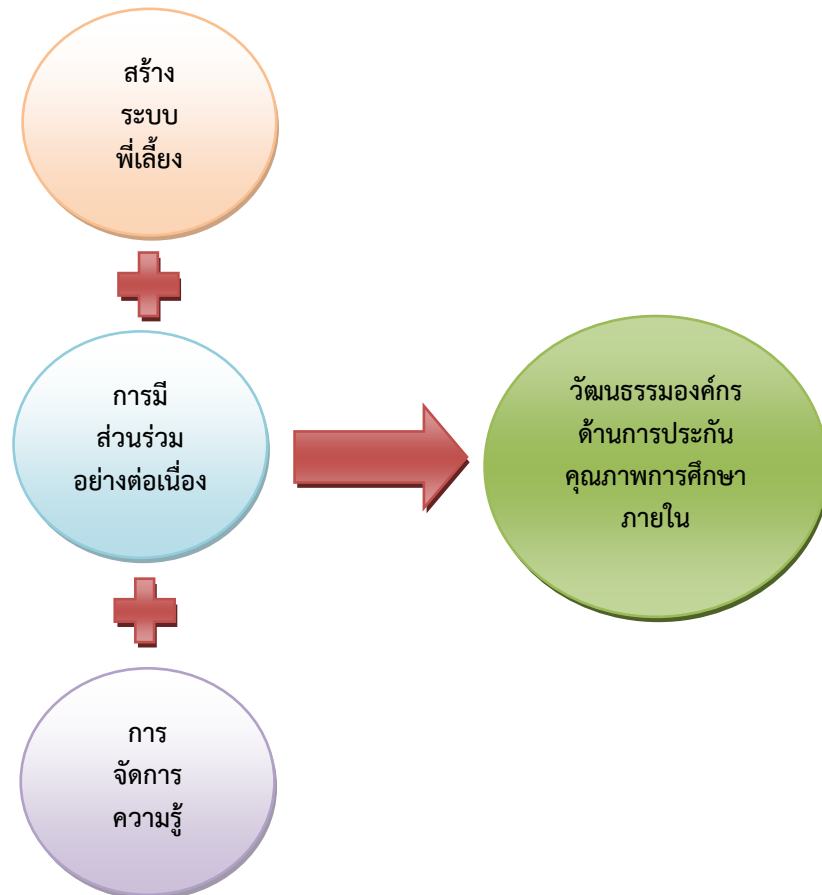 สร้าง
ระบบ
พี่เลี้ยง
การมี
ส่วนร่วม
อย่างต่อเนื่อง
วัฒนธรรมองค์กร
ด้านการประกัน
คุณภาพการศึกษา
ภายใน
การ
จัดการ
ความรู้